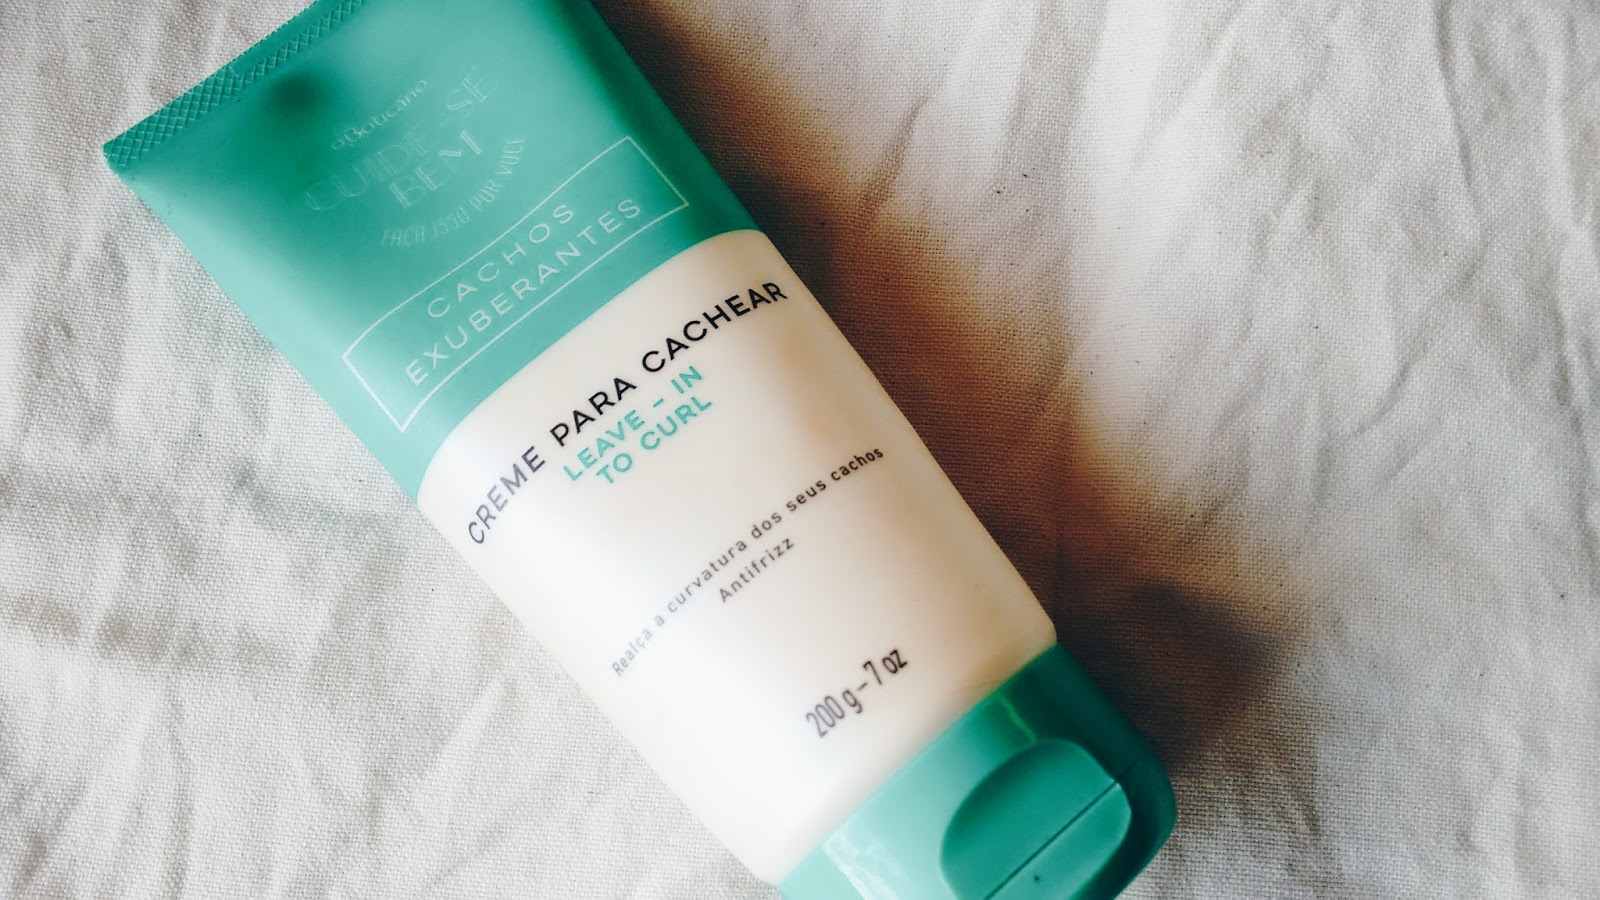 oBoticário
CUIDE-SE
BEM
FAÇA ISSO POR VOCÊ
CACHOS
EXUBERANTES
CREME PARA CACHEAR
LEAVE - IN
TO CURL
Realça a curvatura dos seus cachos
Antifrizz
200 g – 7 oz